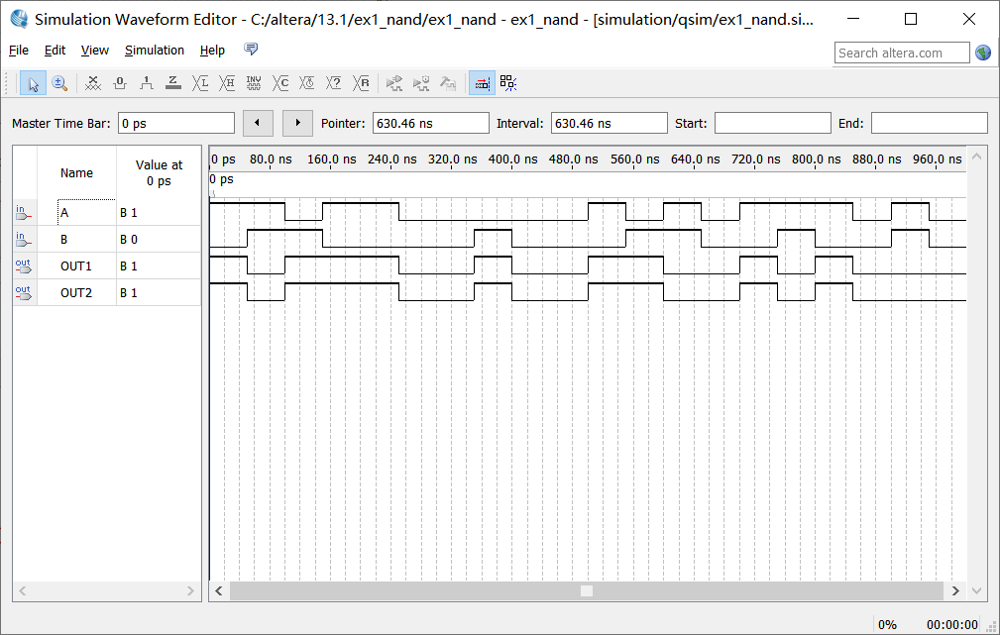 Simulation Waveform Editor - C:/altera/13.1/ex1_nand/ex1_nand - ex1_nand - [simulation/qsim/ex1_nand.si...
File Edit View Simulation Help
Search altera.com
Master Time Bar: 0 ps Pointer: 630.46 ns Interval: 630.46 ns Start: End:
Name Value at
0 ps
0 ps 80.0 ns 160.0 ns 240.0 ns 320.0 ns 400.0 ns 480.0 ns 560.0 ns 640.0 ns 720.0 ns 800.0 ns 880.0 ns 960.0 ns
0 ps
in A B 1
in B B 0
out OUT1 B 1
out OUT2 B 1
0% 00:00:00